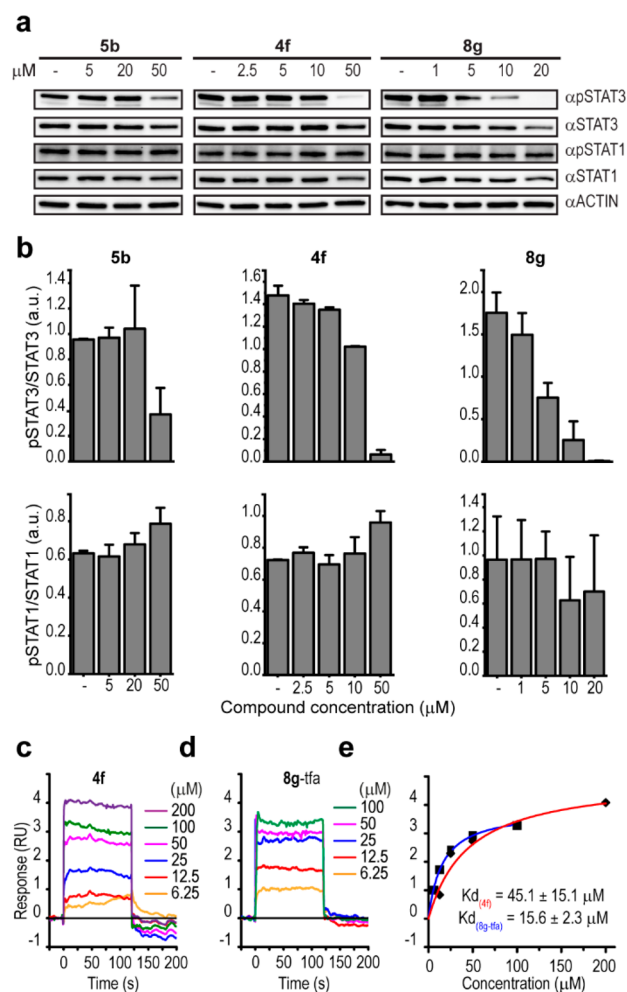 a
5b 4f 8g
μM - 5 20 50 - 2.5 5 10 50 - 1 5 10 20
αpSTAT3
αSTAT3
αpSTAT1
αSTAT1
αACTIN
b
5b 4f 8g
pSTAT3/STAT3 (a.u.)
1.4
1.2
1.0
0.8
0.6
0.4
0.2
0.0
1.6
1.4
1.2
1.0
0.8
0.6
0.4
0.2
0.0
2.0
1.5
1.0
0.5
0.0
pSTAT1/STAT1 (a.u.)
0.8
0.6
0.4
0.2
0.0
1.0
0.8
0.6
0.4
0.2
0.0
1.4
1.2
1.0
0.8
0.6
0.4
0.2
0.0
- 5 20 50 - 2.5 5 10 50 - 1 5 10 20
Compound concentration (μM)
c
4f
Response (RU)
4
3
2
1
0
-1
0 50 100 150 200
Time (s)
(μM)
200
100
50
25
12.5
6.25
d
8g-tfa
0 50 100 150 200
Time (s)
(μM)
100
50
25
12.5
6.25
e
4
3
2
1
0
-1
Kd(4f) = 45.1 ± 15.1 μM
Kd(8g-tfa) = 15.6 ± 2.3 μM
0 50 100 150 200
Concentration (μM)